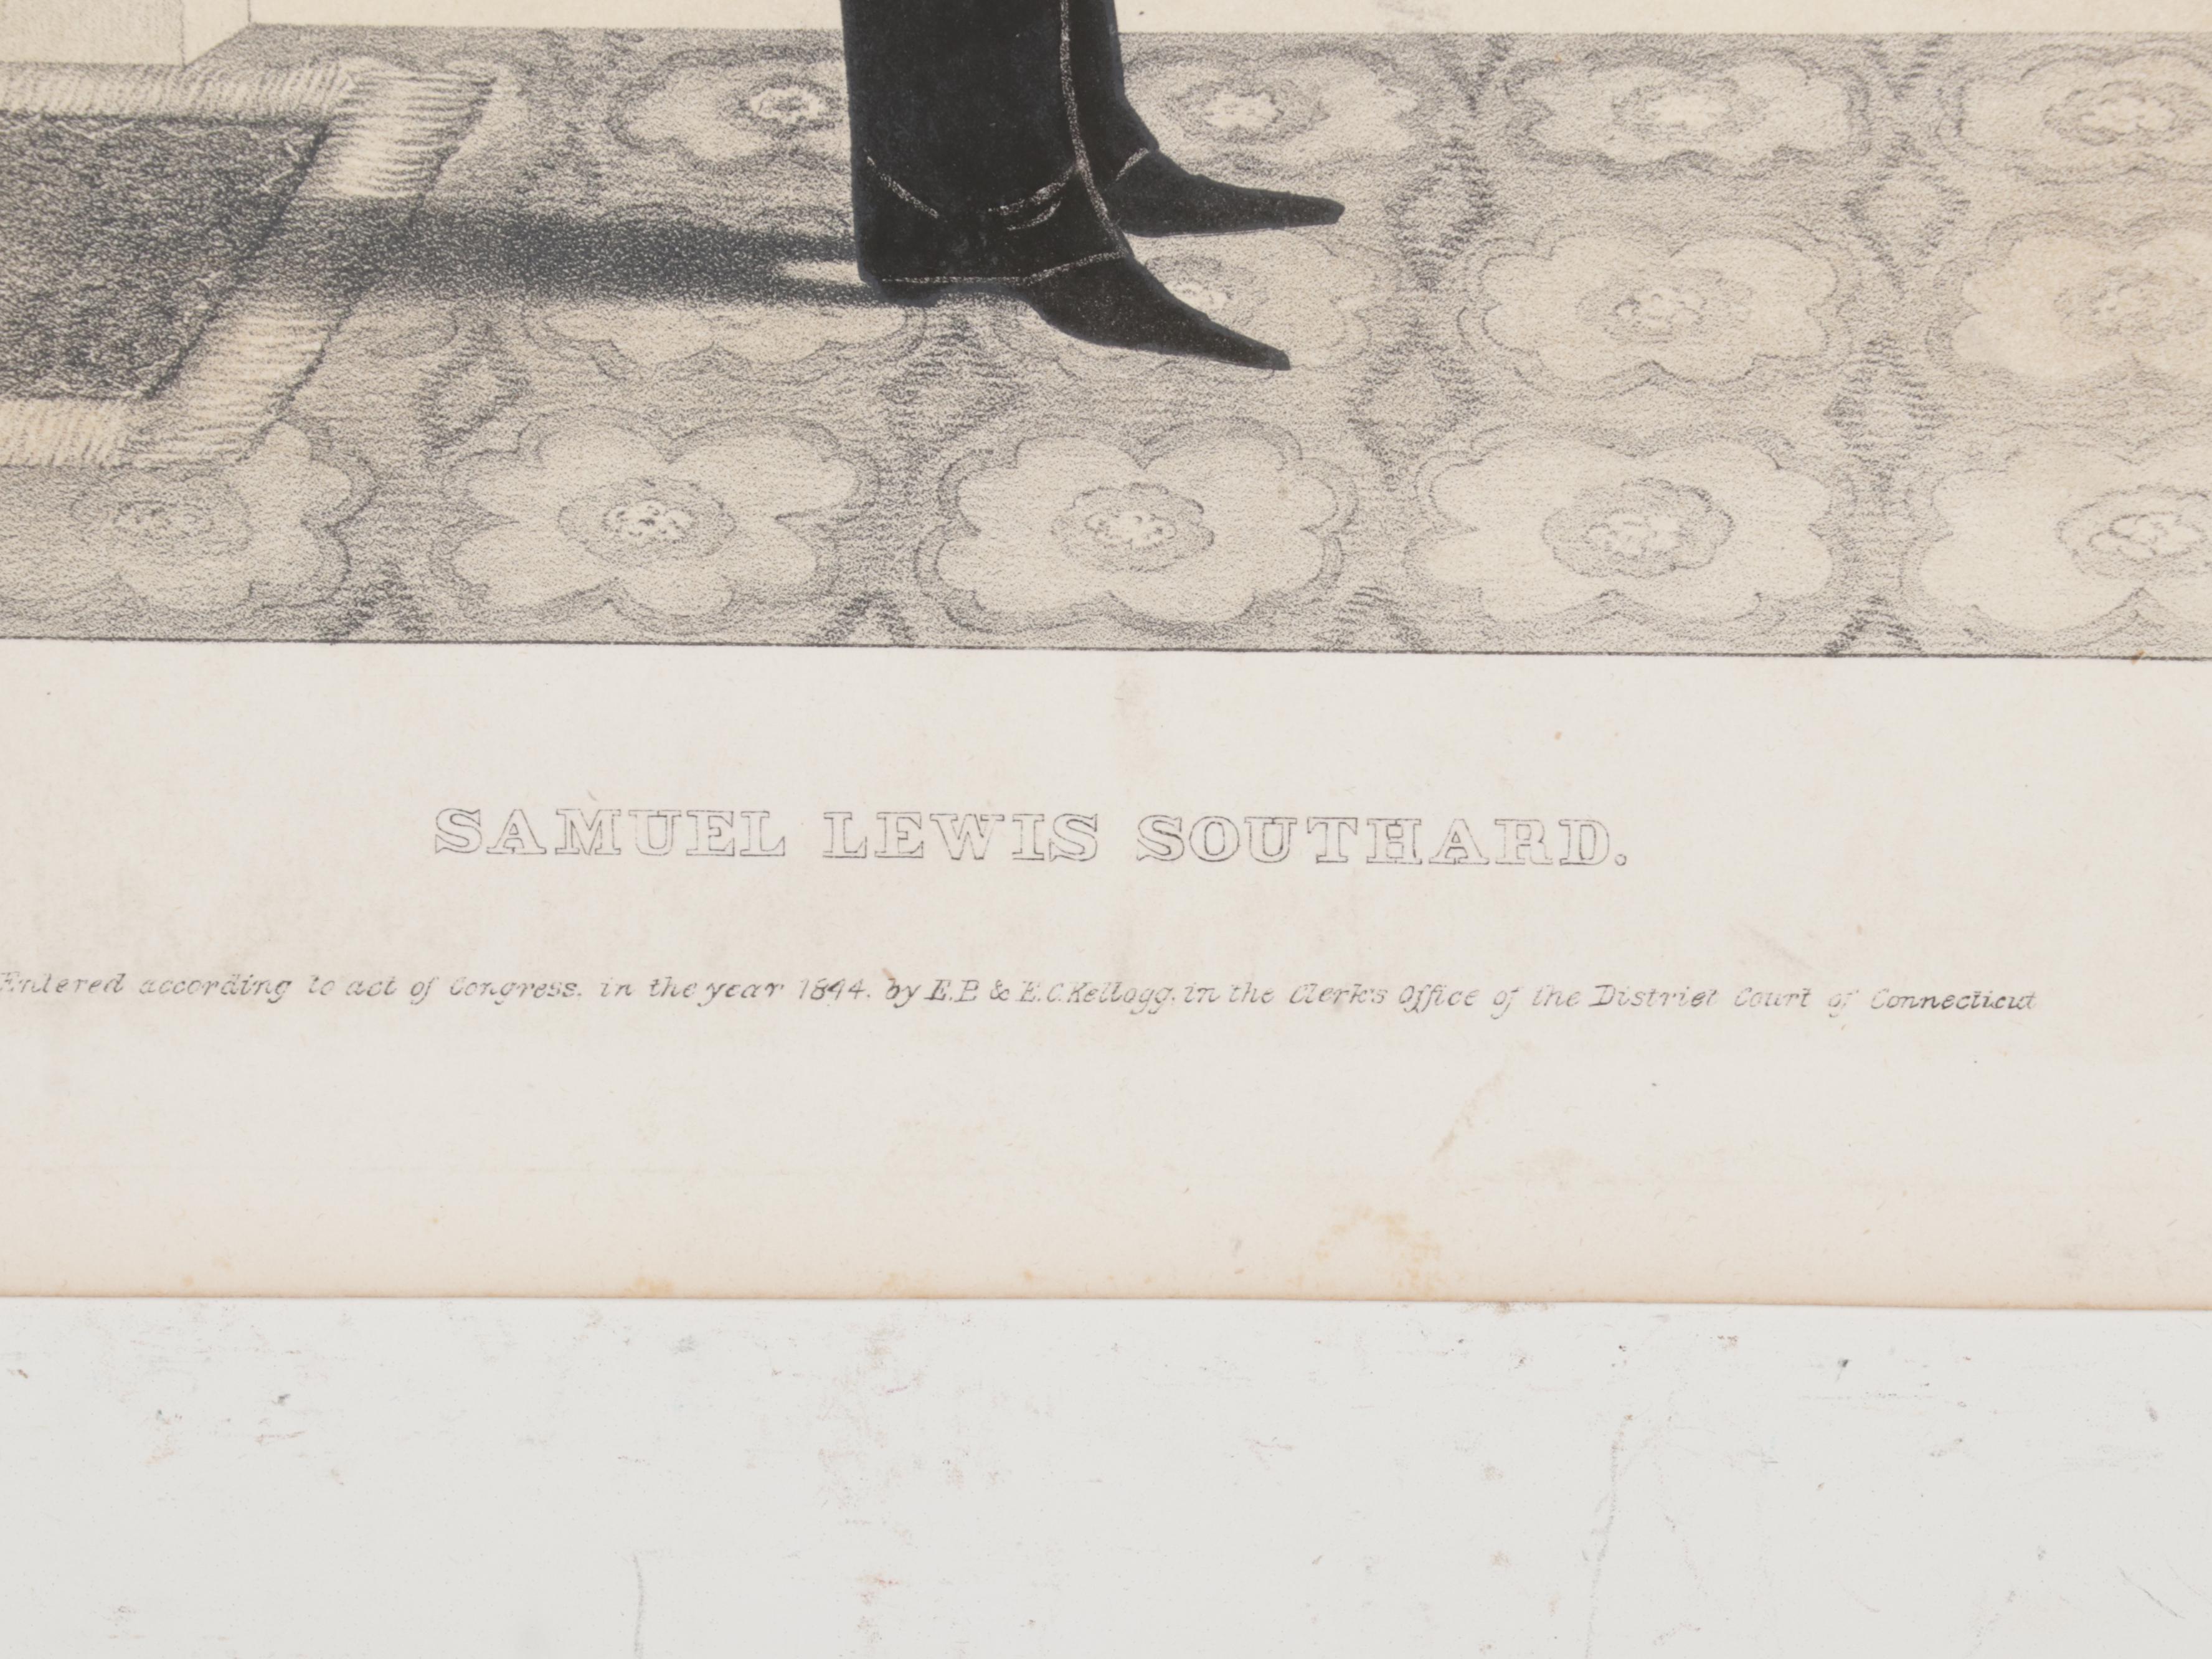 SAMUEL LEWIS SOUTHARD.
Entered according to act of Congress, in the year 1844, by E.B & E.C.Kellogg, in the Clerk's Office of the District Court of Connecticut